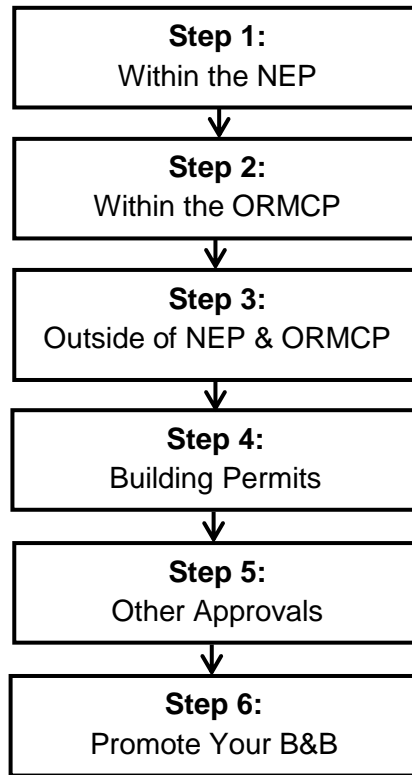 Step 1:
Within the NEP
Step 2:
Within the ORMCP
Step 3:
Outside of NEP & ORMCP
Step 4:
Building Permits
Step 5:
Other Approvals
Step 6:
Promote Your B&B